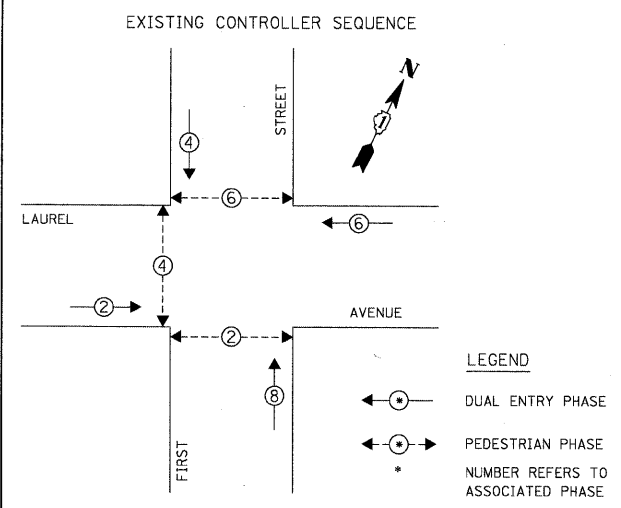 EXISTING CONTROLLER SEQUENCE
N
1
STREET
4
6
LAUREL
6
4
2
AVENUE
2
8
FIRST
LEGEND
* DUAL ENTRY PHASE
* PEDESTRIAN PHASE
* NUMBER REFERS TO
ASSOCIATED PHASE